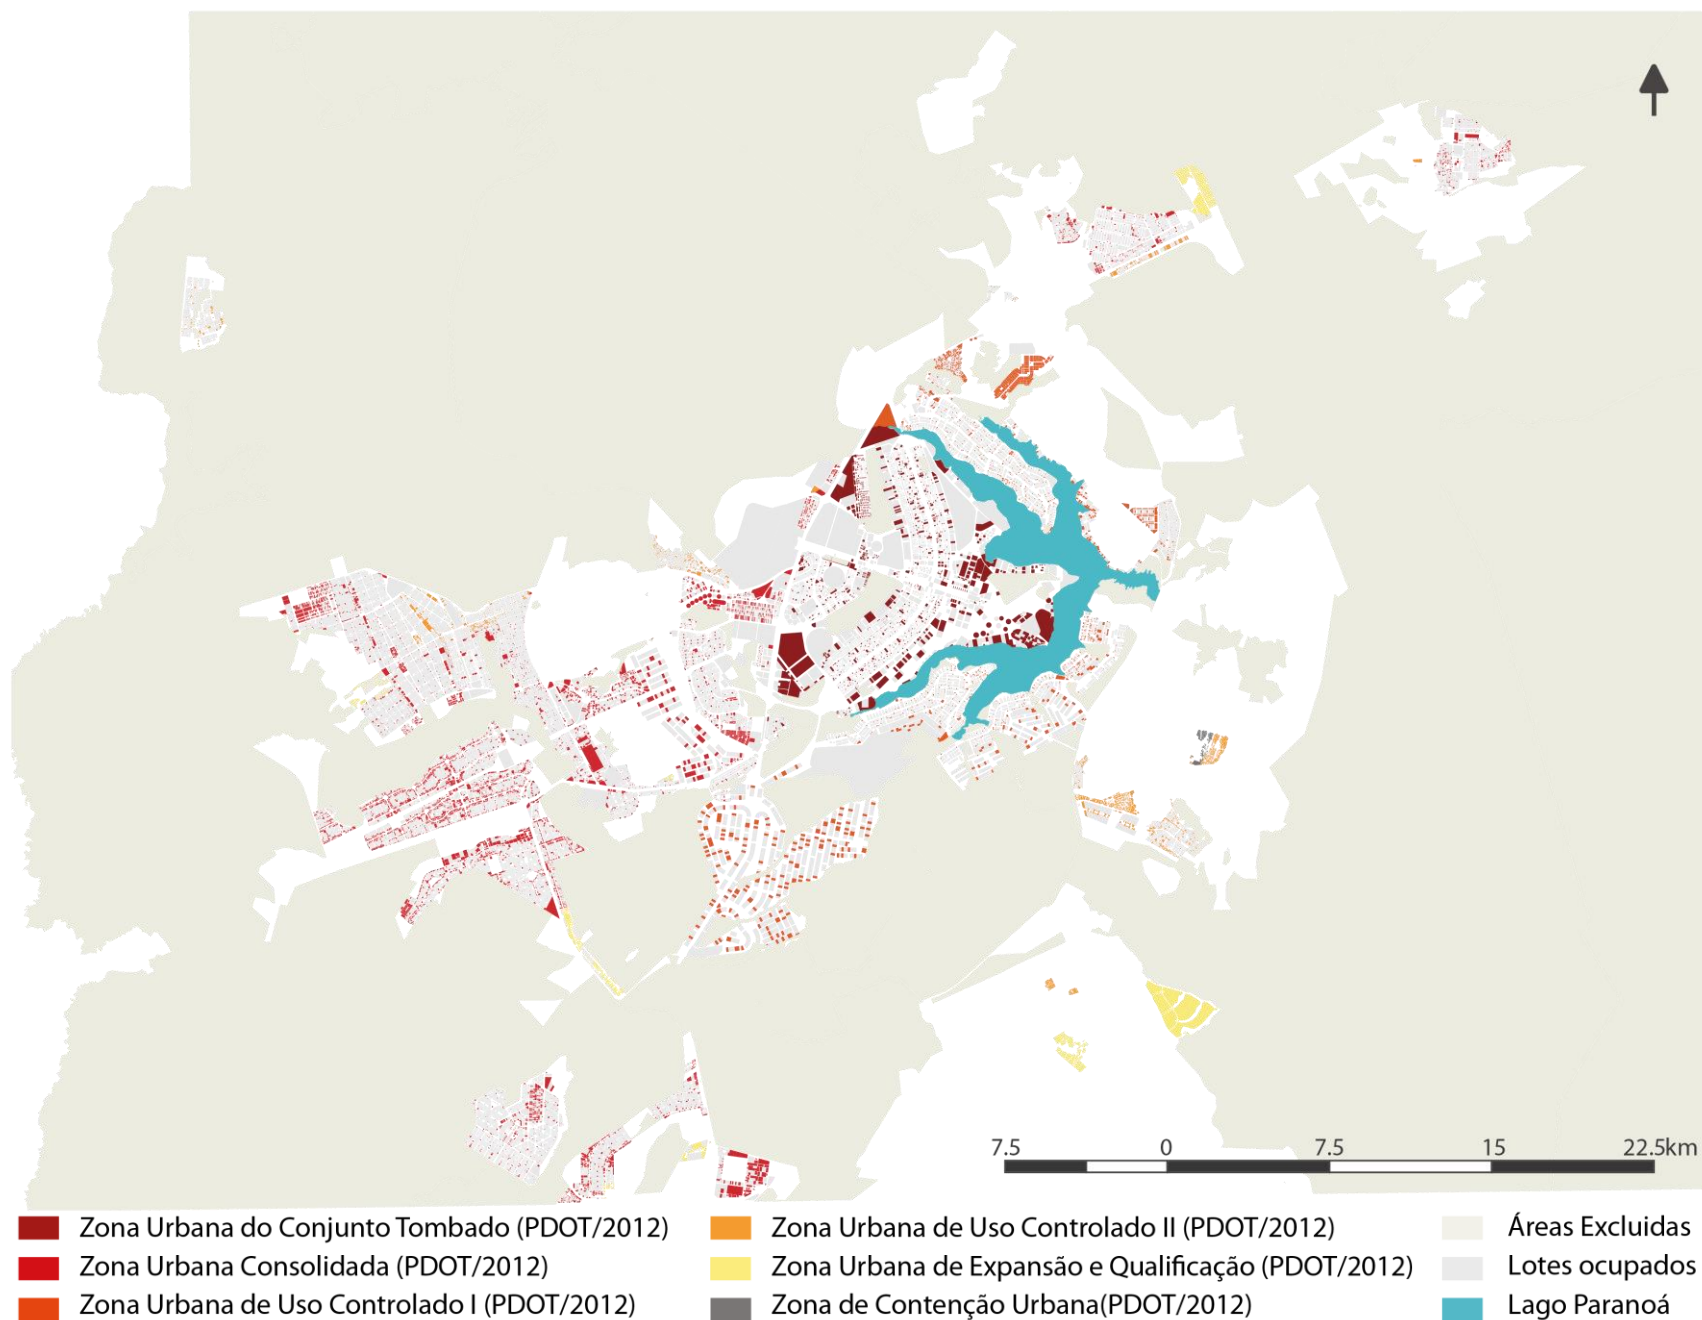 7.5 0 7.5 15 22.5km
Zona Urbana do Conjunto Tombado (PDOT/2012)
Zona Urbana Consolidada (PDOT/2012)
Zona Urbana de Uso Controlado I (PDOT/2012)
Zona Urbana de Uso Controlado II (PDOT/2012)
Zona Urbana de Expansão e Qualificação (PDOT/2012)
Zona de Contenção Urbana(PDOT/2012)
Áreas Excluidas
Lotes ocupados
Lago Paranoá